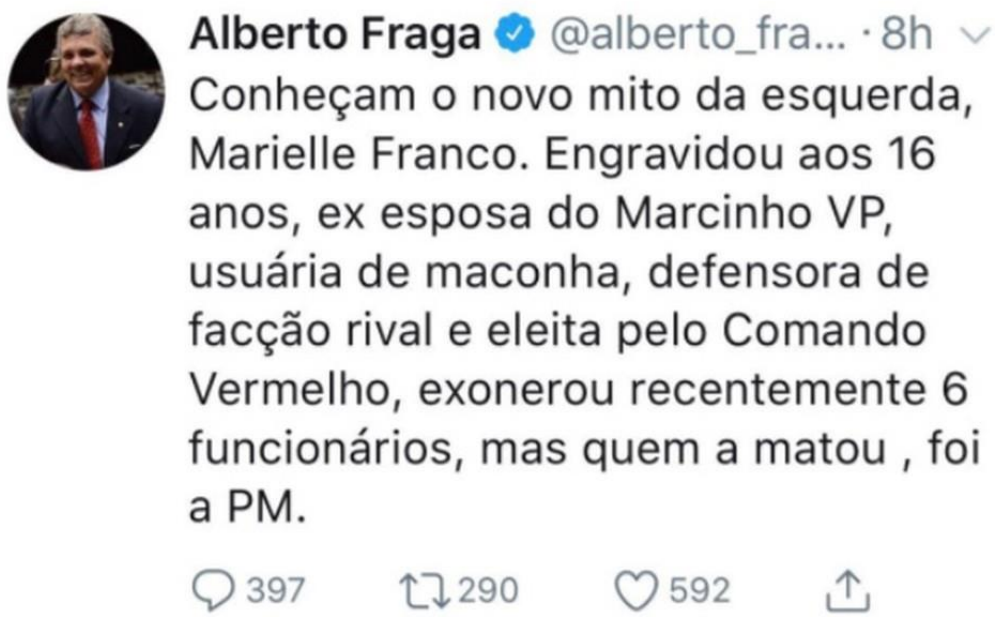 Alberto Fraga @alberto_fra... · 8h
Conheçam o novo mito da esquerda,
Marielle Franco. Engravidou aos 16
anos, ex esposa do Marcinho VP,
usuária de maconha, defensora de
facção rival e eleita pelo Comando
Vermelho, exonerou recentemente 6
funcionários, mas quem a matou , foi
a PM.
397 290 592